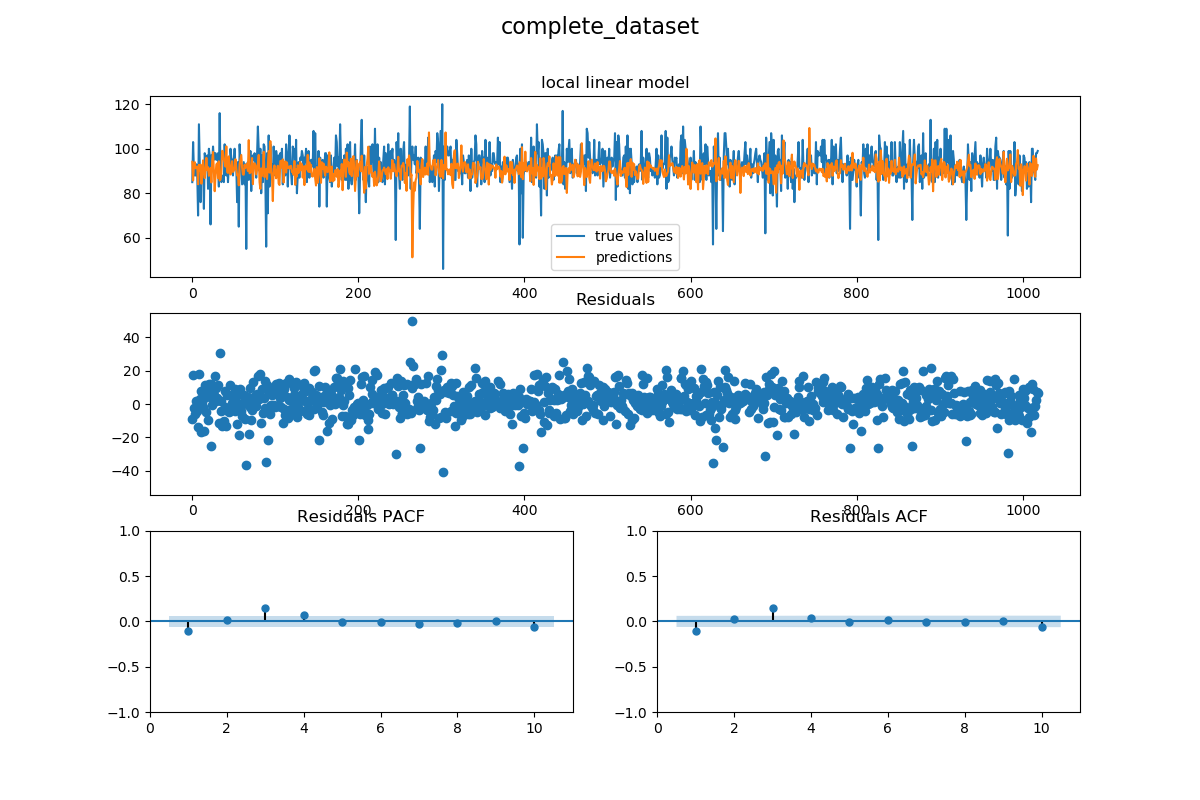 complete_dataset
local linear model
120
100
80
60
true values
predictions
0 200 400 600 800 1000
Residuals
40
20
0
−20
−40
0 200 400 600 800 1000
Residuals PACF
1.0
0.5
0.0
−0.5
−1.0
0 2 4 6 8 10
Residuals ACF
1.0
0.5
0.0
−0.5
−1.0
0 2 4 6 8 10